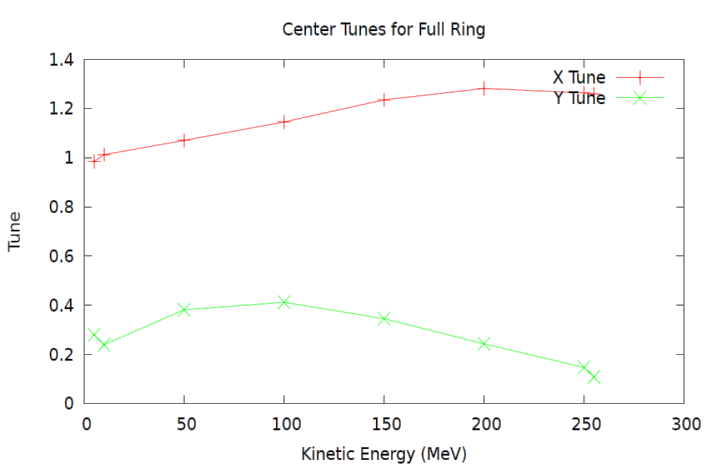 Center Tunes for Full Ring
1.4
1.2
1
0.8
0.6
0.4
0.2
0
Tune
X Tune
Y Tune
0 50 100 150 200 250 300
Kinetic Energy (MeV)